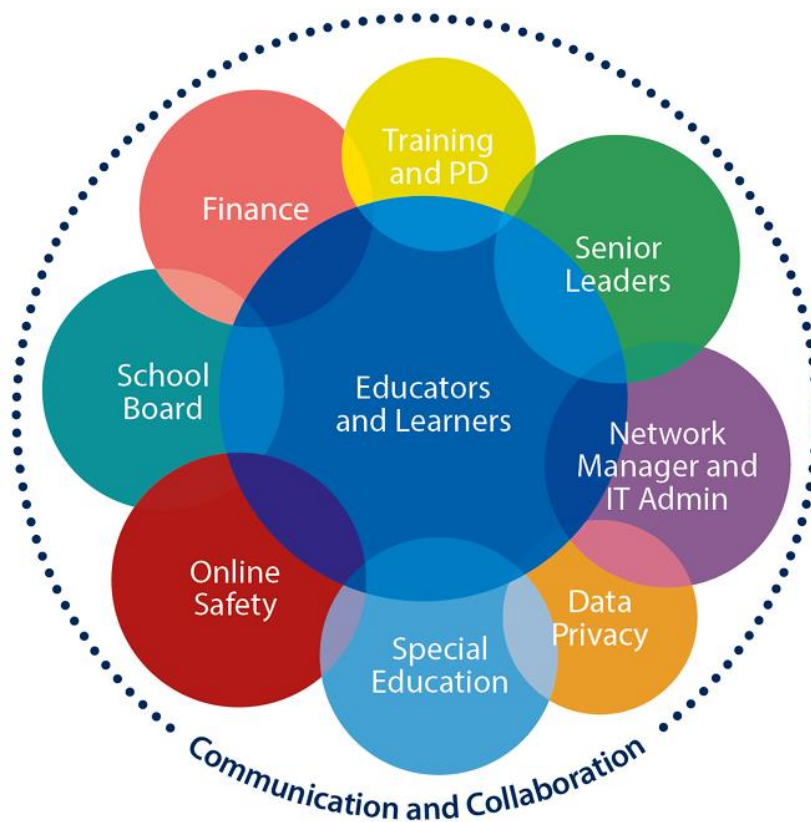 Training
and PD
Finance
Senior
Leaders
School
Board
Educators
and Learners
Network
Manager and
IT Admin
Online
Safety
Data
Privacy
Special
Education
Communication and Collaboration